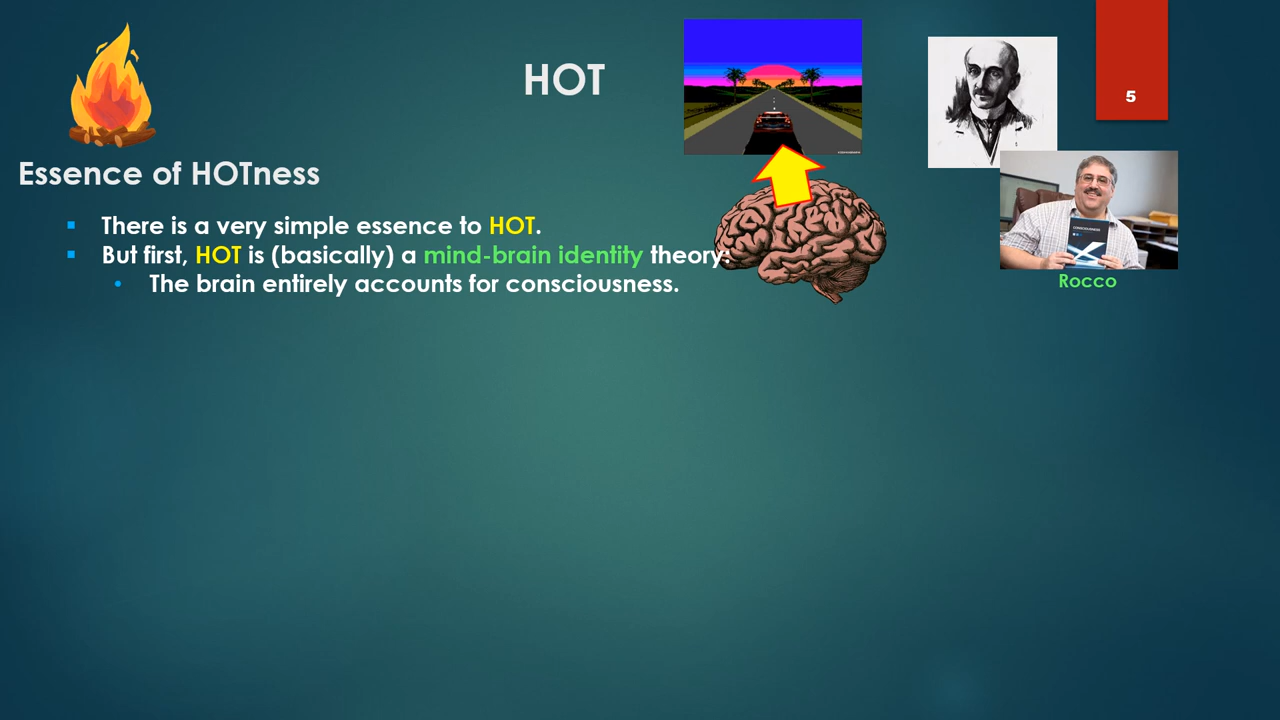 HOT
5
Essence of HOTness
There is a very simple essence to HOT.
But first, HOT is (basically) a mind-brain identity theory:
The brain entirely accounts for consciousness.
CONSCIOUSNESS
Rocco